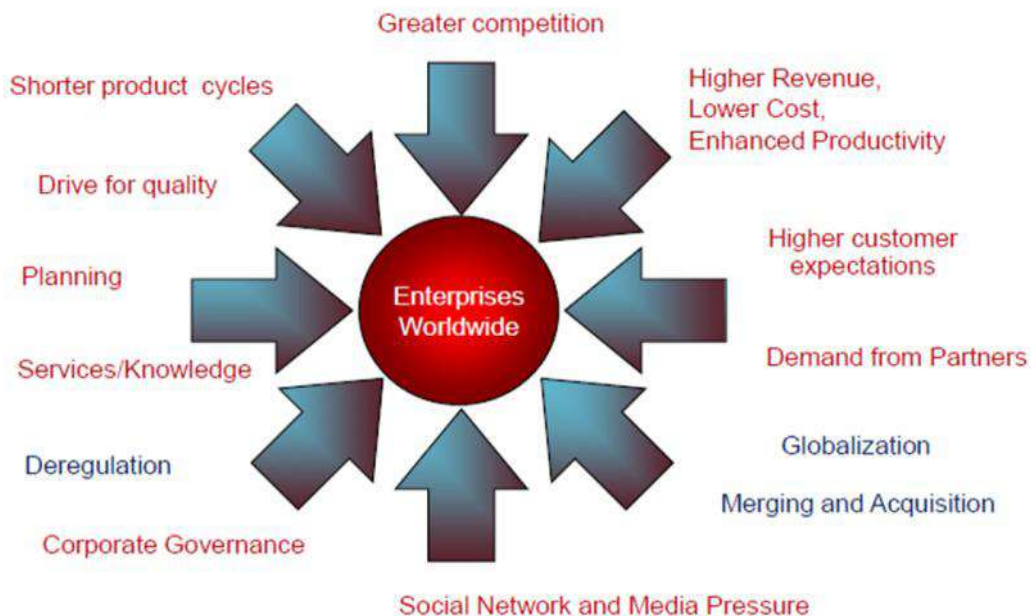 Greater competition
Shorter product cycles
Higher Revenue,
Lower Cost,
Enhanced Productivity
Drive for quality
Higher customer
expectations
Planning
Enterprises
Worldwide
Services/Knowledge
Demand from Partners
Deregulation
Globalization
Merging and Acquisition
Corporate Governance
Social Network and Media Pressure